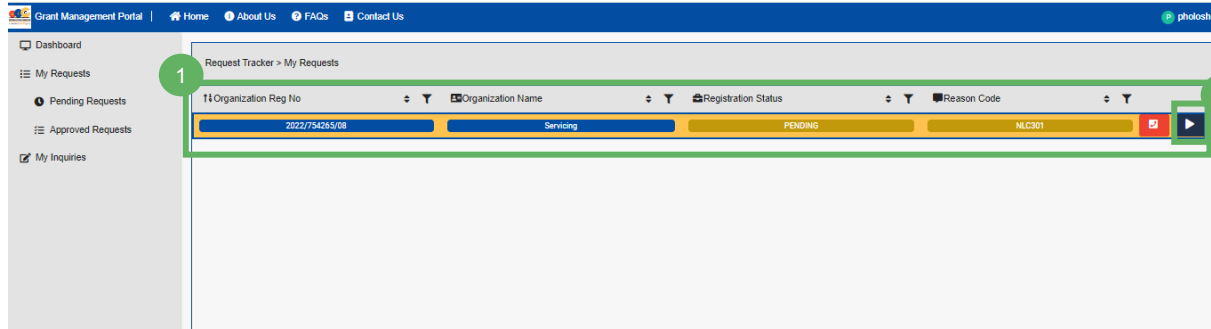 Grant Management Portal | Home About Us FAQs Contact Us
P pholosh
Dashboard
My Requests
Pending Requests
Approved Requests
My Inquiries
Request Tracker > My Requests
1
Organization Reg No Organization Name Registration Status Reason Code
2022/754265/08 Servicing PENDING NLC301